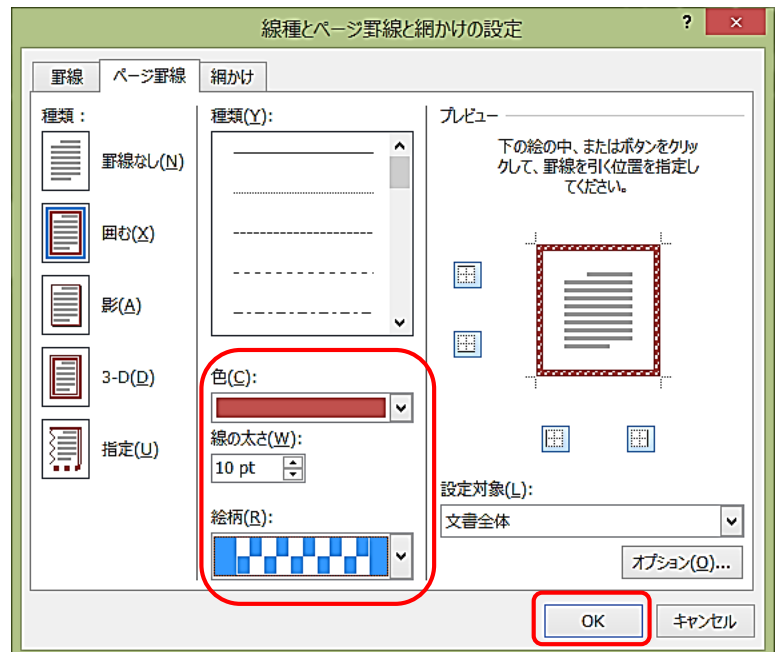 線種とページ罫線と網かけの設定
?
×
罫線
ページ罫線
網かけ
種類：
罫線なし(N)
囲む(X)
影(A)
3-D(D)
指定(U)
種類(Y):
色(C):
線の太さ(W):
10 pt
絵柄(R):
プレビュー
下の絵の中、またはボタンをクリッ
クして、罫線を引く位置を指定し
てください。
設定対象(L):
文書全体
オプション(O)...
OK
キャンセル